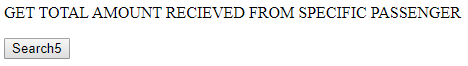 GET TOTAL AMOUNT RECIEVED FROM SPECIFIC PASSENGER
Search5